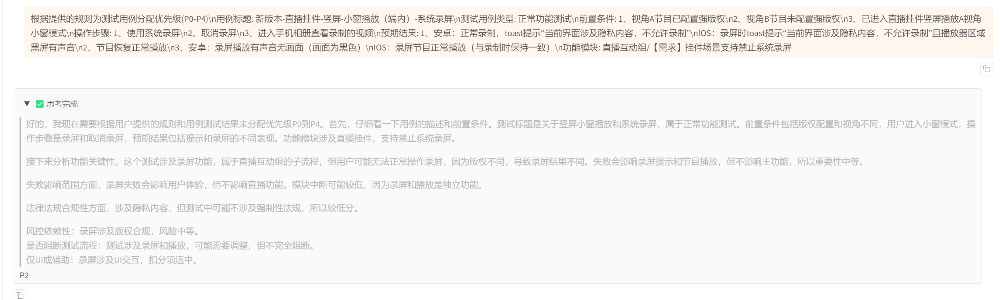 根据提供的规则为测试用例分配优先级(P0-P4)\n用例标题: 新版本-直播挂件-竖屏-小窗播放（端内）-系统录屏\n测试用例类型: 正常功能测试\n前置条件: 1、视角A节目已配置强版权\n2、视角B节目未配置强版权\n3、已进入直播挂件竖屏播放A视角
小窗模式\n操作步骤: 1、使用系统录屏\n2、取消录屏\n3、进入手机相册查看录制的视频\n预期结果: 1、安卓：正常录制，toast提示“当前界面涉及隐私内容，不允许录制”\nIOS：录屏时toast提示“当前界面涉及隐私内容，不允许录制”且播放器区域
黑屏有声音\n2、节目恢复正常播放\n3、安卓：录屏播放有声音无画面（画面为黑色）\nIOS：录屏节目正常播放（与录制时保持一致）\n功能模块: 直播互动组/【需求】挂件场景支持禁止系统录屏
▼ ✅ 思考完成
好的，我现在需要根据用户提供的规则和用例测试结果来分配优先级P0到P4。首先，仔细看一下用例的描述和前置条件。测试标题是关于竖屏小窗播放和系统录屏，属于正常功能测试。前置条件包括版权配置和视角不同，用户进入小窗模式，操
作步骤是录屏和取消录屏，预期结果包括提示和录屏的不同表现。功能模块涉及直播挂件，支持禁止系统录屏。
接下来分析功能关键性。这个测试涉及录屏功能，属于直播互动组的子流程，但用户可能无法正常操作录屏，因为版权不同，导致录屏结果不同。失败会影响录屏提示和节目播放，但不影响主功能，所以重要性中等。
失败影响范围方面，录屏失败会影响用户体验，但不影响直播功能。模块中断可能较低，因为录屏和播放是独立功能。
法律法规合规性方面，涉及隐私内容，但测试中可能不涉及强制性法规，所以较低分。
风控依赖性：录屏涉及版权合规，风险中等。
是否阻断测试流程：测试涉及录屏和播放，可能需要调整，但不完全阻断。
仅UI或辅助：录屏涉及UI交互，扣分项适中。
P2